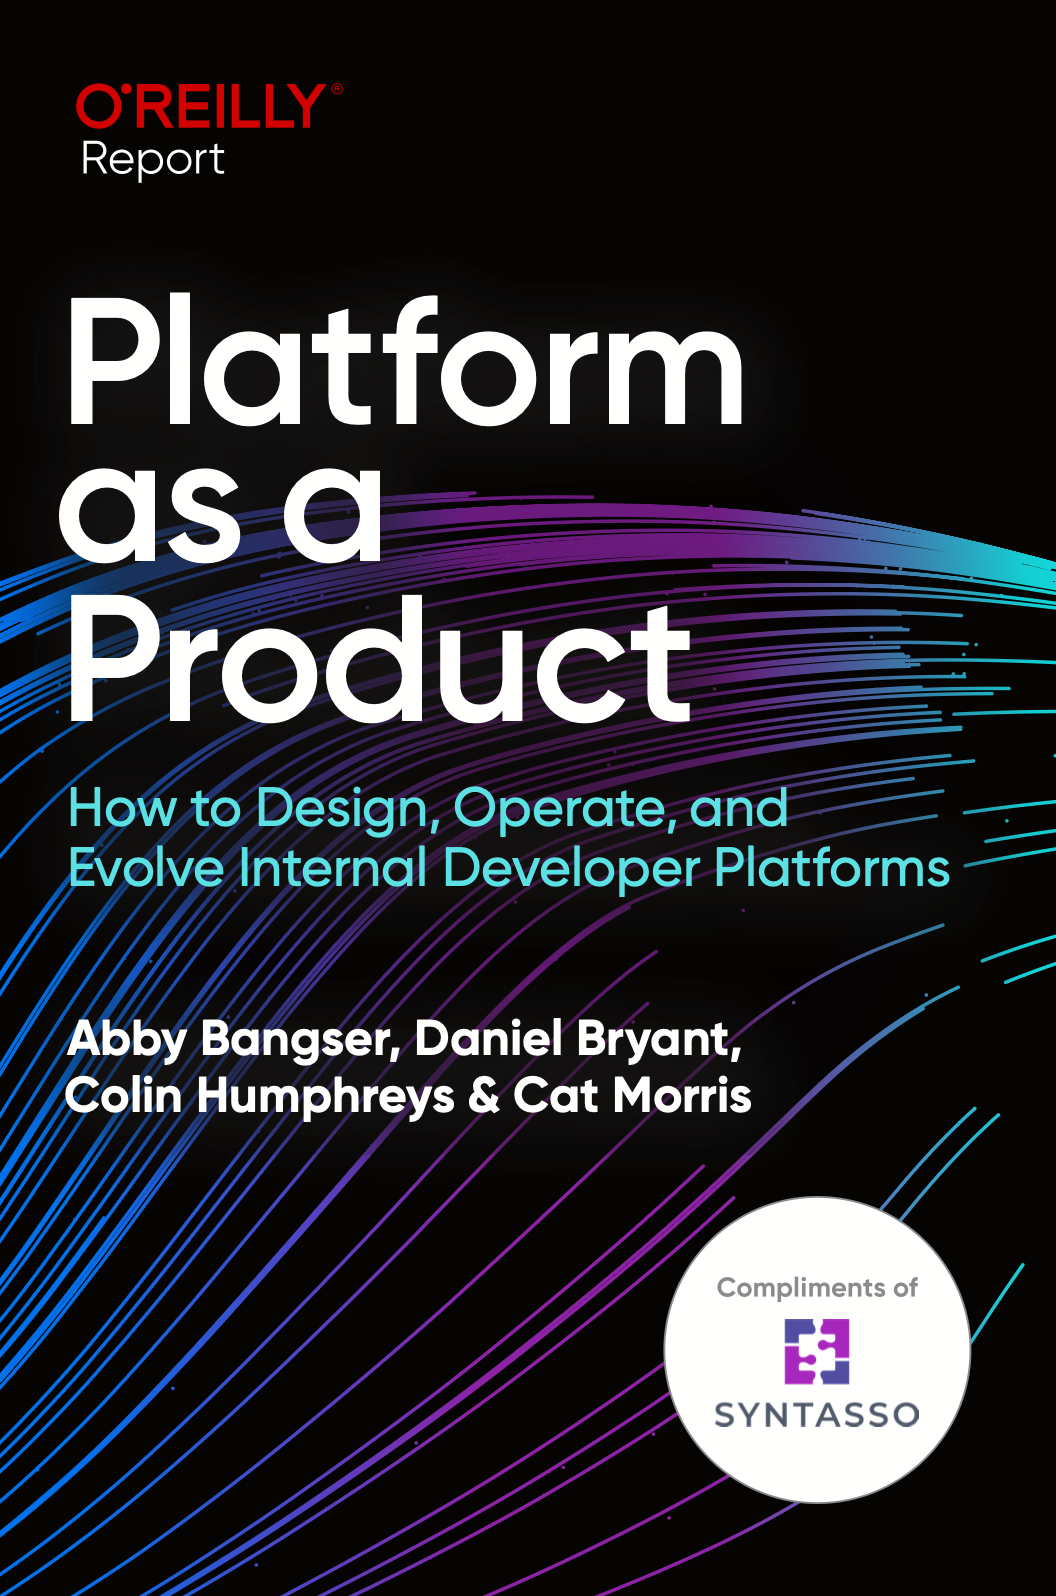 O'REILLY®
Report
Platform
as a
Product
How to Design, Operate, and
Evolve Internal Developer Platforms
Abby Bangser, Daniel Bryant,
Colin Humphreys & Cat Morris
Compliments of
SYNTASSO